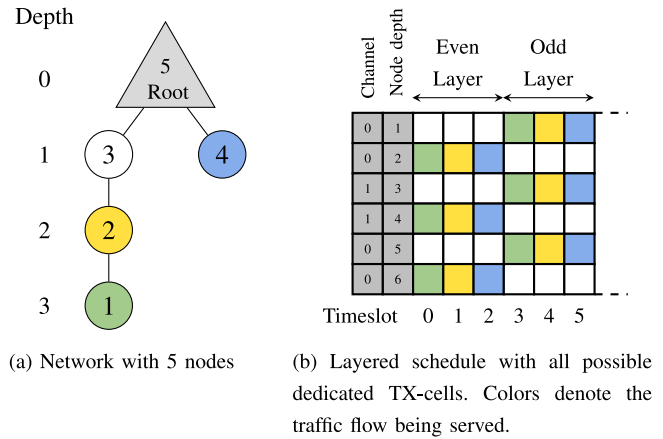 Depth
0
5
Root
1
3
4
2
2
3
1
(a) Network with 5 nodes
Channel
Node depth
Even
Layer
Odd
Layer
0 1
0 2
1 3
1 4
0 5
0 6
Timeslot 0 1 2 3 4 5
(b) Layered schedule with all possible
dedicated TX-cells. Colors denote the
traffic flow being served.